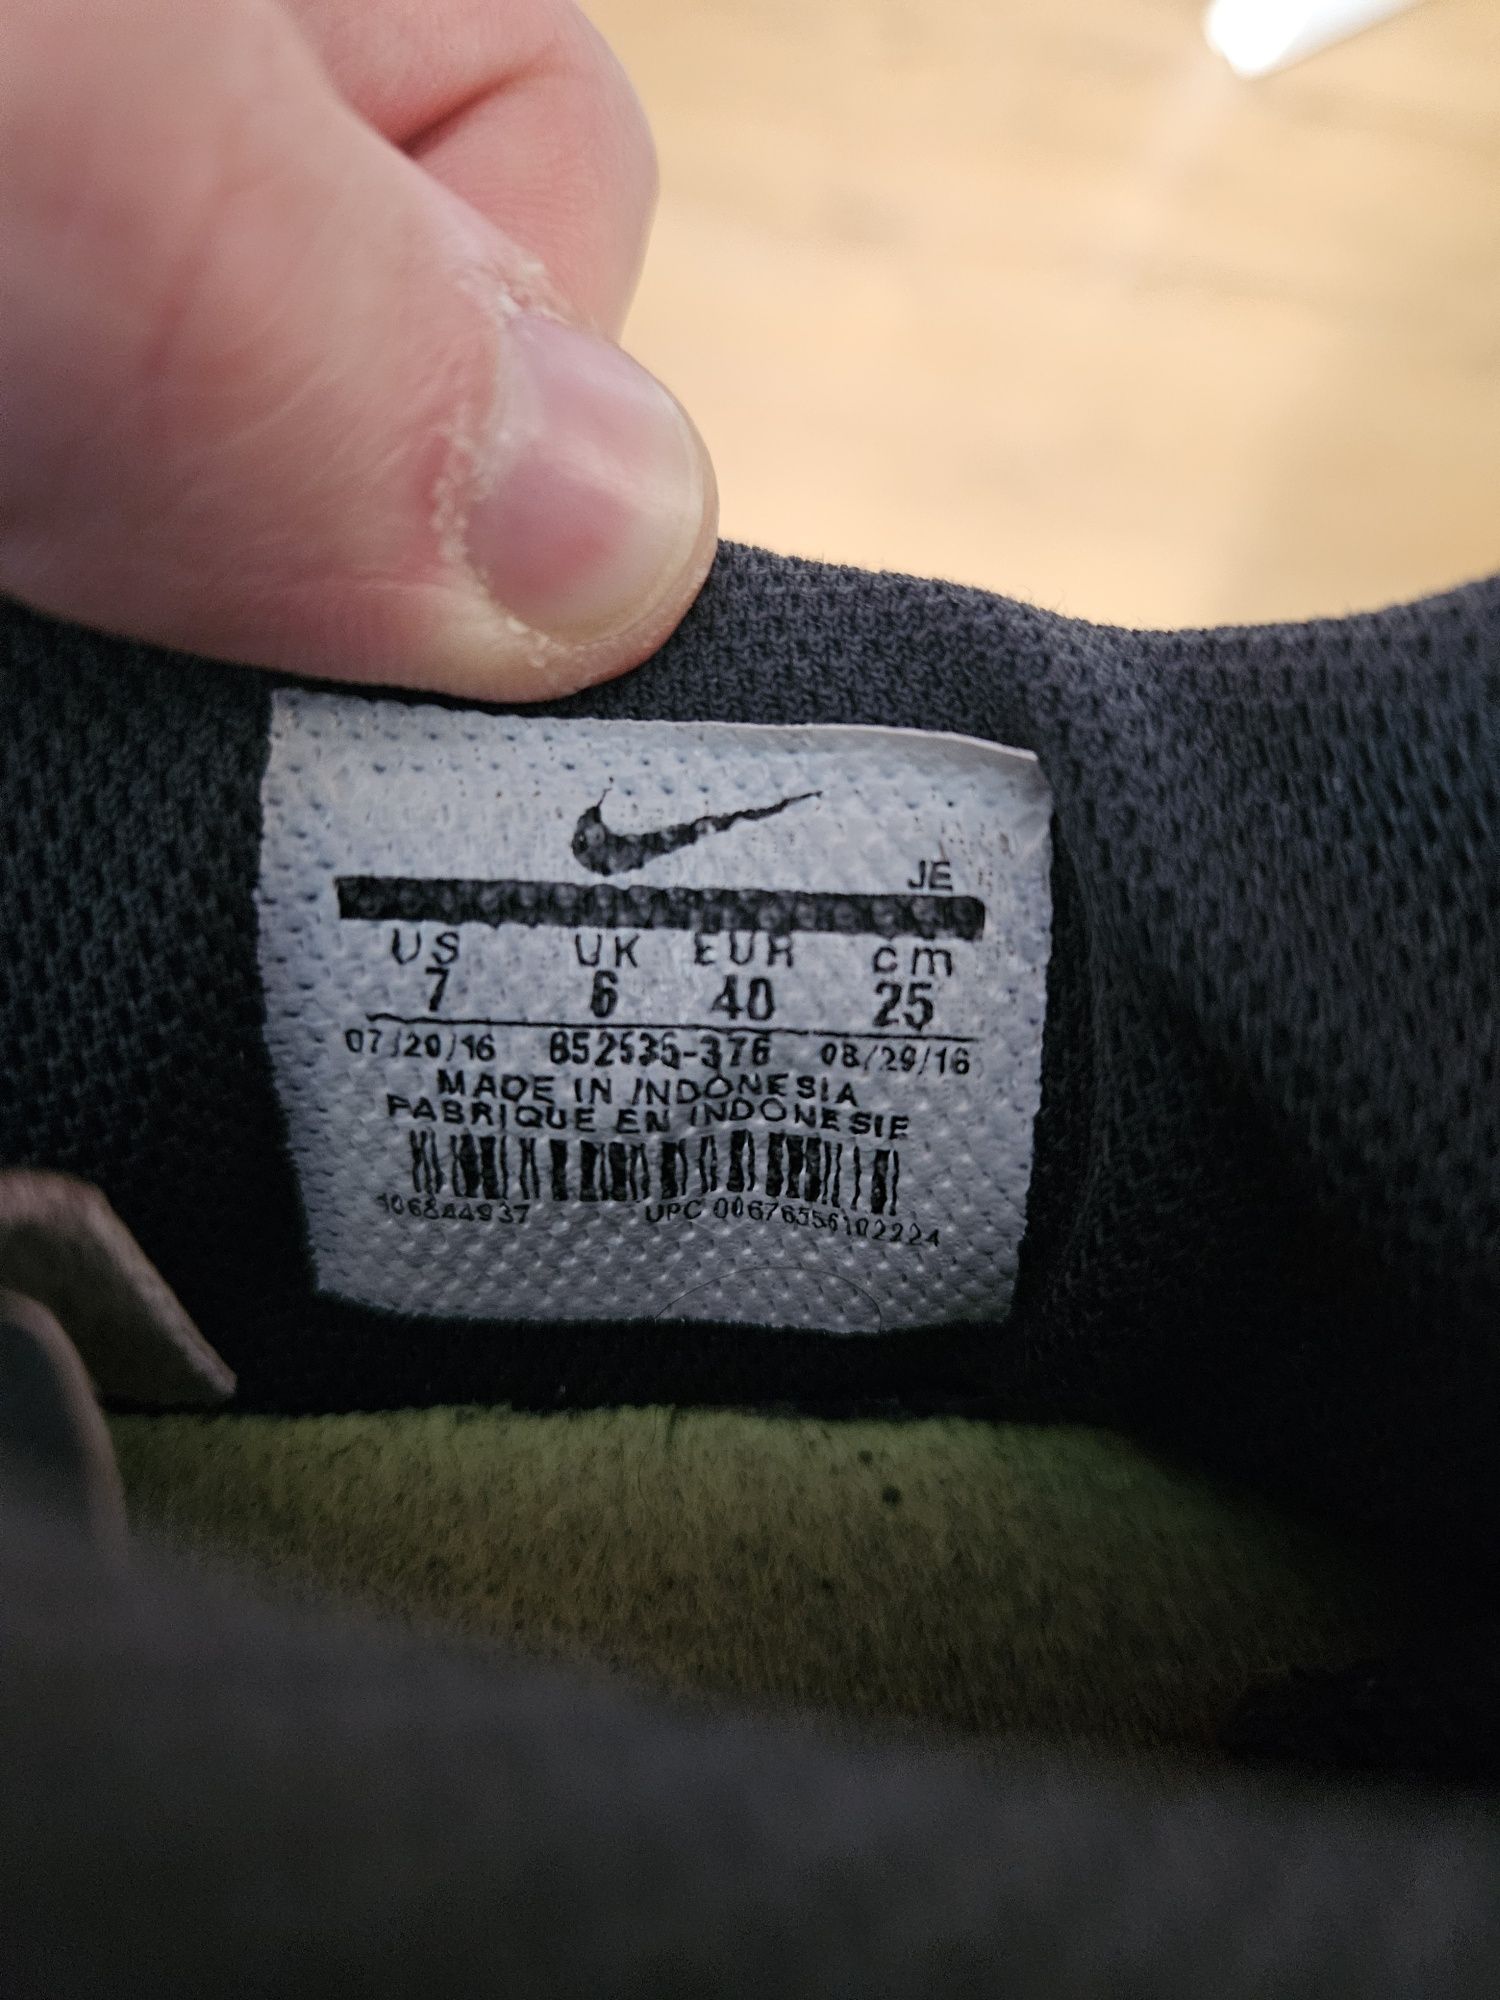 JE
US UK EUR cm
7 6 40 25
07/20/16 852535-376 08/29/16
MADE IN INDONESIA
FABRIQUE EN INDONESIE
UPC 00676556102224